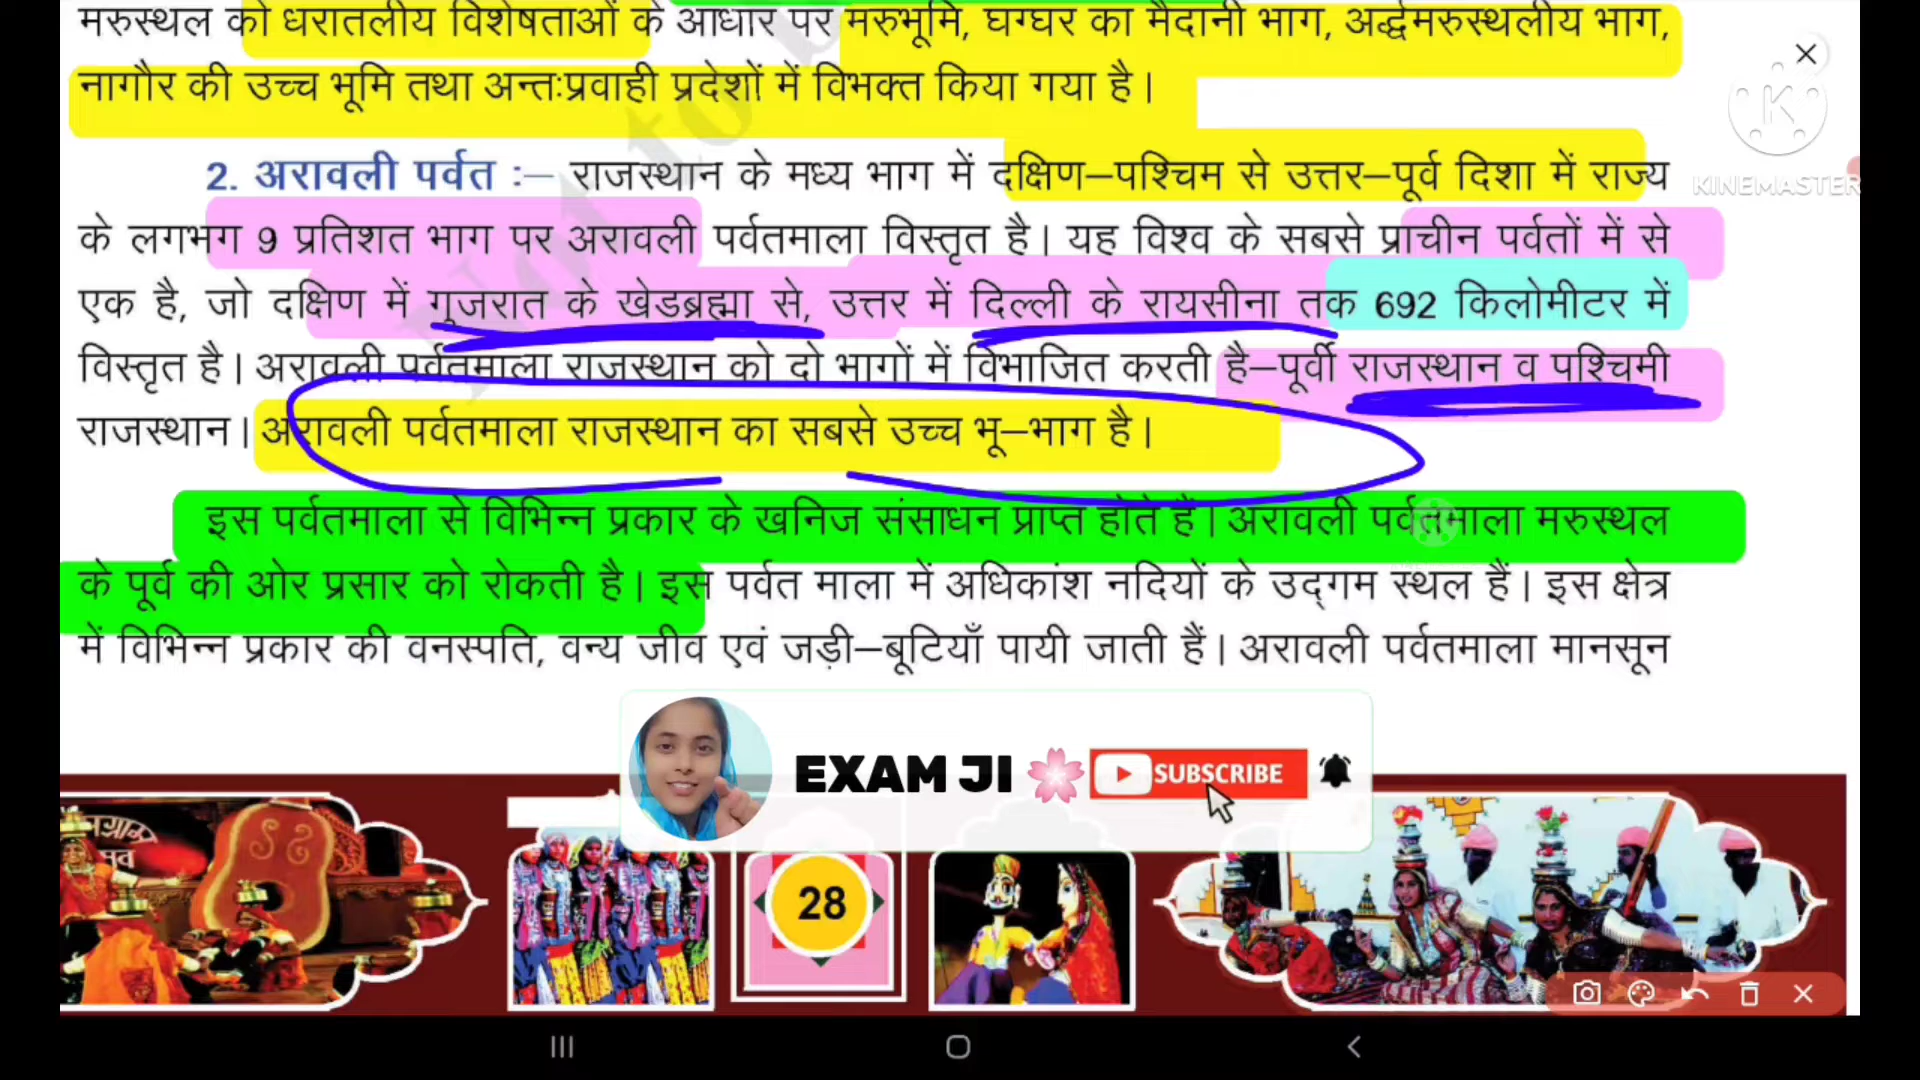 मरुस्थल को धरातलीय विशेषताओं के आधार पर मरुभूमि, घग्घर का मैदानी भाग, अर्द्धमरुस्थलीय भाग,
नागौर की उच्च भूमि तथा अन्तःप्रवाही प्रदेशों में विभक्त किया गया है।
2. अरावली पर्वत :– राजस्थान के मध्य भाग में दक्षिण–पश्चिम से उत्तर–पूर्व दिशा में राज्य
के लगभग 9 प्रतिशत भाग पर अरावली पर्वतमाला विस्तृत है। यह विश्व के सबसे प्राचीन पर्वतों में से
एक है, जो दक्षिण में गुजरात के खेडब्रह्मा से, उत्तर में दिल्ली के रायसीना तक 692 किलोमीटर में
विस्तृत है। अरावली पर्वतमाला राजस्थान को दो भागों में विभाजित करती है–पूर्वी राजस्थान व पश्चिमी
राजस्थान। अरावली पर्वतमाला राजस्थान का सबसे उच्च भू–भाग है।
इस पर्वतमाला से विभिन्न प्रकार के खनिज संसाधन प्राप्त होते हैं। अरावली पर्वतमाला मरुस्थल
के पूर्व की ओर प्रसार को रोकती है। इस पर्वत माला में अधिकांश नदियों के उद्गम स्थल हैं। इस क्षेत्र
में विभिन्न प्रकार की वनस्पति, वन्य जीव एवं जड़ी–बूटियाँ पायी जाती हैं। अरावली पर्वतमाला मानसून
K
KINEMASTER
Not to
EXAM JI SUBSCRIBE
28